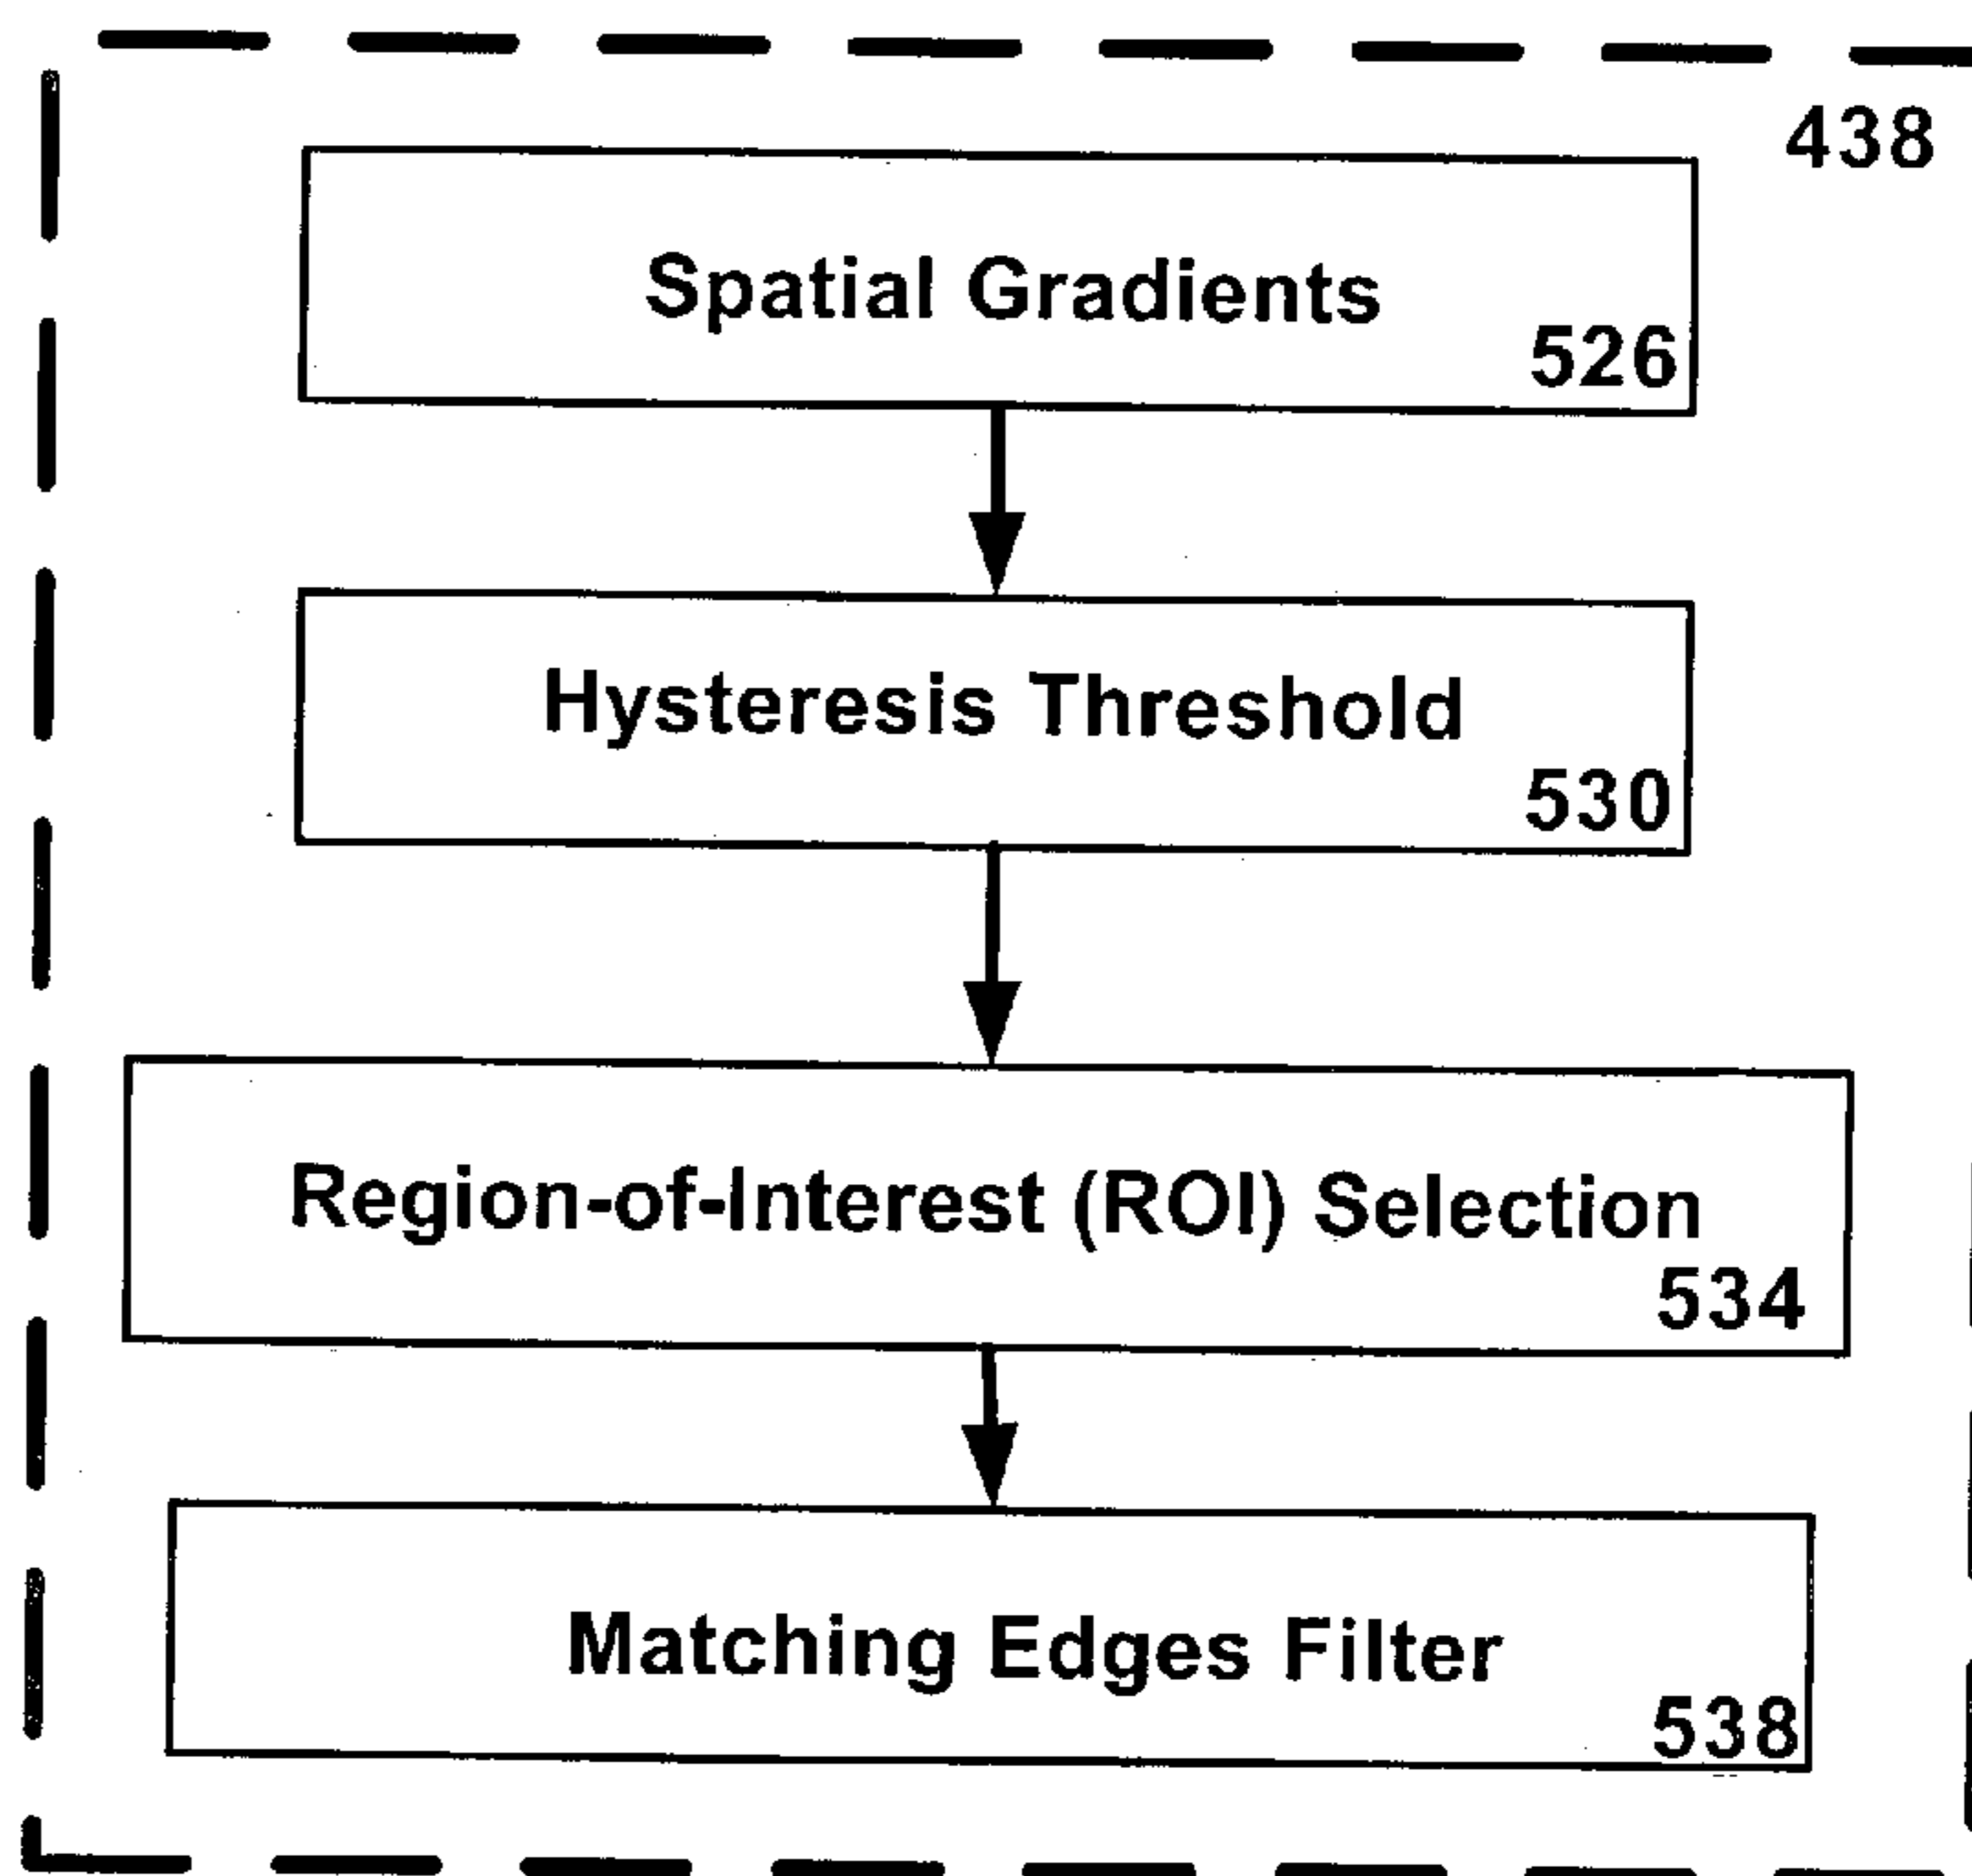 438
Spatial Gradients
526
Hysteresis Threshold
530
Region-of-Interest (ROI) Selection
534
Matching Edges Filter
538